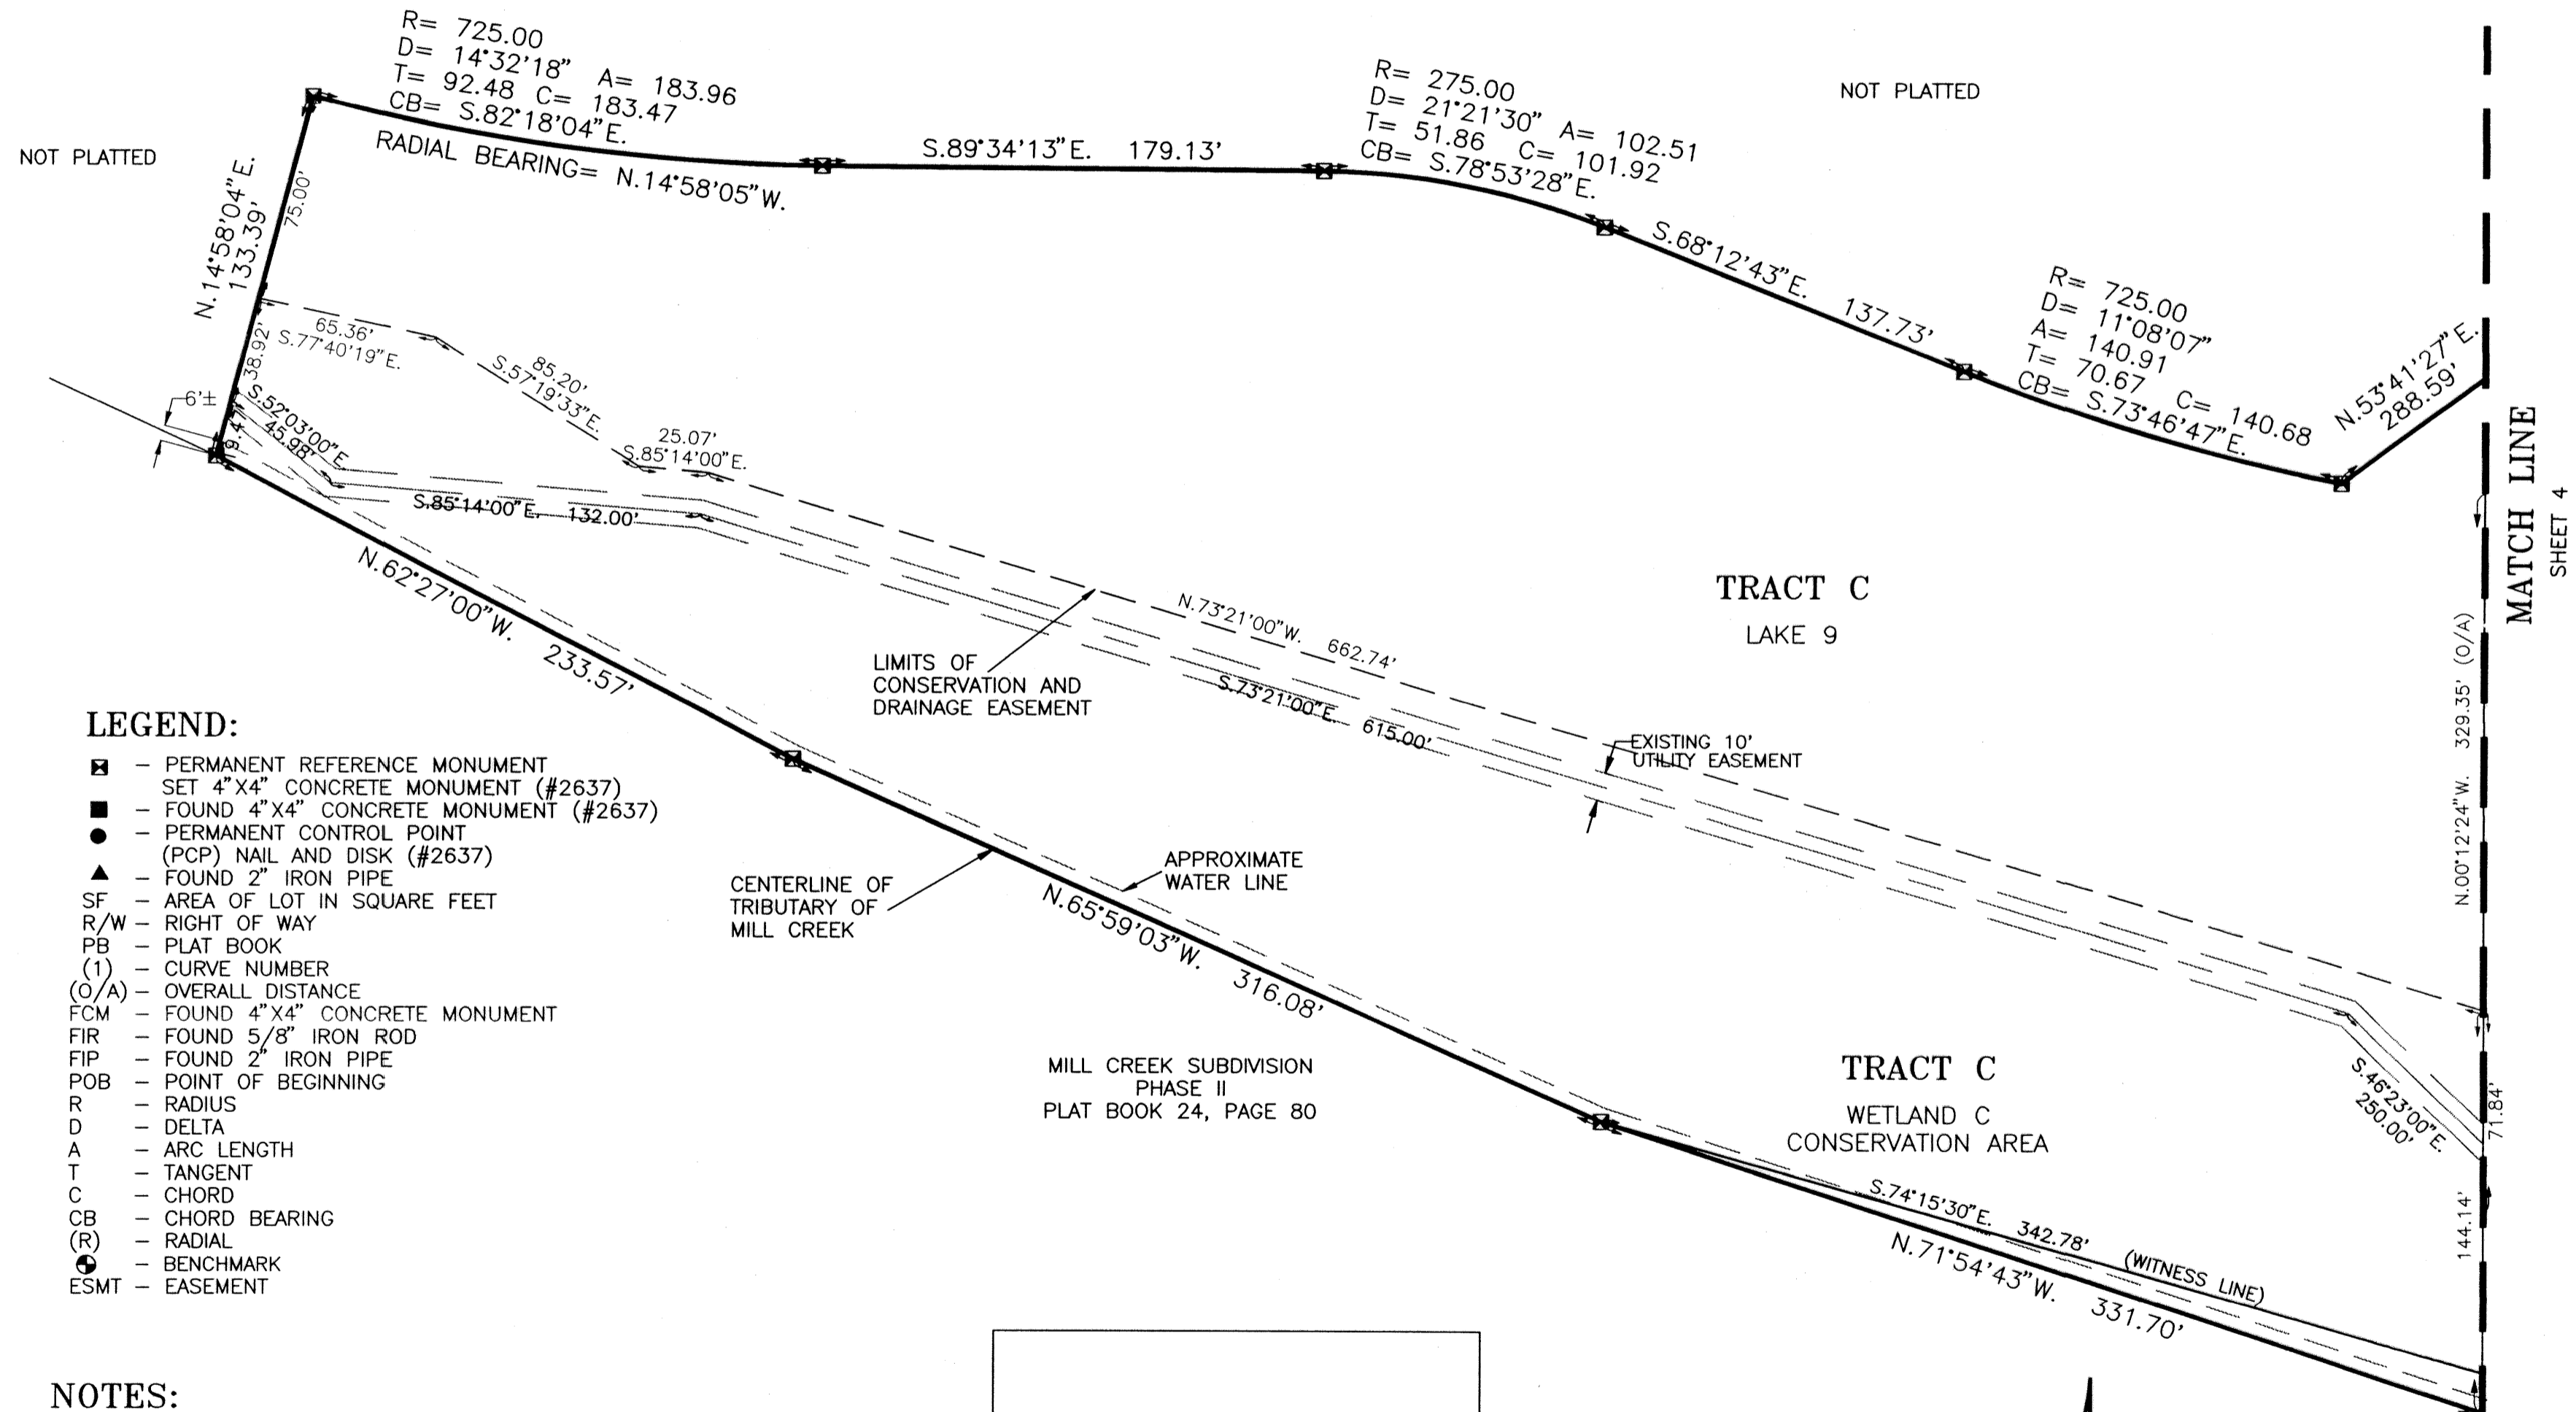 R= 725.00
D= 14°32'18" A= 183.96
T= 92.48 C= 183.47
CB= S.82°18'04"E.
RADIAL BEARING= N.14°58'05"W.
NOT PLATTED
N.14°58'04"E.
133.39'
75.00'
38.92'
6'±
S.89°34'13"E. 179.13'
R= 275.00
D= 21°21'30" A= 102.51
T= 51.86 C= 101.92
CB= S.78°53'28"E.
NOT PLATTED
S.68°12'43"E. 137.73'
R= 725.00
D= 11°08'07"
A= 140.91
T= 70.67 C= 140.68
CB= S.73°46'47"E.
N.53°41'27"E.
288.59'
MATCH LINE
SHEET 4
65.36'
S.77°40'19"E.
85.20'
S.57°19'33"E.
25.07'
S.85°14'00"E.
S.52°03'00"E
45.98'
S.85°14'00"E. 132.00'
N.62°27'00"W. 233.57'
N.73°21'00"W. 662.74'
S.73°21'00"E. 615.00'
LIMITS OF
CONSERVATION AND
DRAINAGE EASEMENT
TRACT C
LAKE 9
EXISTING 10'
UTILITY EASEMENT
N.00°12'24"W. 329.35' (O/A)
CENTERLINE OF
TRIBUTARY OF
MILL CREEK
APPROXIMATE
WATER LINE
N.65°59'03"W. 316.08'
MILL CREEK SUBDIVISION
PHASE II
PLAT BOOK 24, PAGE 80
TRACT C
WETLAND C
CONSERVATION AREA
S.46°23'00"E.
250.00'
71.84'
144.14'
S.74°15'30"E. 342.78' (WITNESS LINE)
N.71°54'43"W. 331.70'
LEGEND:
– PERMANENT REFERENCE MONUMENT
SET 4"X4" CONCRETE MONUMENT (#2637)
– FOUND 4"X4" CONCRETE MONUMENT (#2637)
– PERMANENT CONTROL POINT
(PCP) NAIL AND DISK (#2637)
– FOUND 2" IRON PIPE
SF – AREA OF LOT IN SQUARE FEET
R/W – RIGHT OF WAY
PB – PLAT BOOK
(1) – CURVE NUMBER
(O/A) – OVERALL DISTANCE
FCM – FOUND 4"X4" CONCRETE MONUMENT
FIR – FOUND 5/8" IRON ROD
FIP – FOUND 2" IRON PIPE
POB – POINT OF BEGINNING
R – RADIUS
D – DELTA
A – ARC LENGTH
T – TANGENT
C – CHORD
CB – CHORD BEARING
(R) – RADIAL
– BENCHMARK
ESMT – EASEMENT
NOTES: